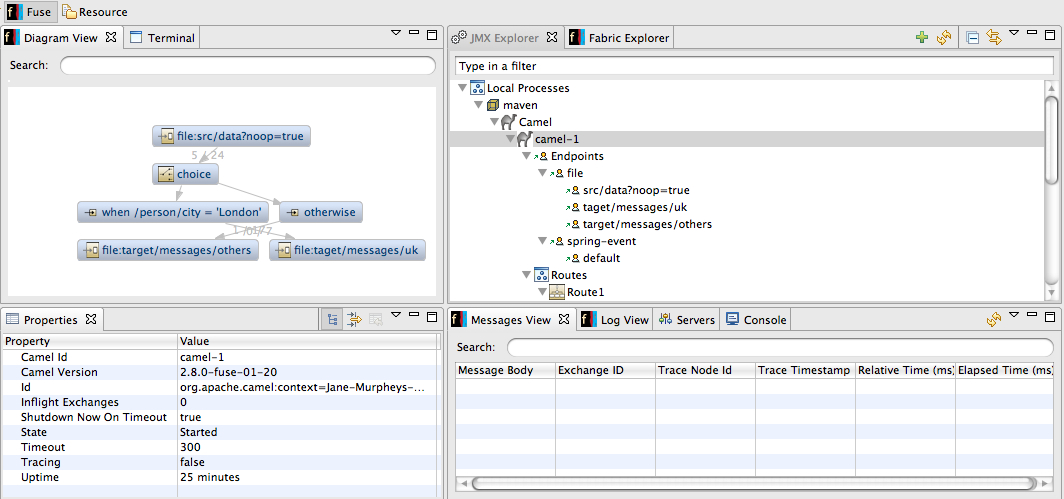 Fuse Resource
Diagram View Terminal
Search:
file:src/data?noop=true
5 / 24
choice
when /person/city = 'London' otherwise
file:target/messages/others file:taget/messages/uk
JMX Explorer Fabric Explorer
Type in a filter
Local Processes
maven
Camel
camel-1
Endpoints
file
src/data?noop=true
taget/messages/uk
target/messages/others
spring-event
default
Routes
Route1
Properties
Property Value
Camel Id camel-1
Camel Version 2.8.0-fuse-01-20
Id org.apache.camel:context=Jane-Murpheys-...
Inflight Exchanges 0
Shutdown Now On Timeout true
State Started
Timeout 300
Tracing false
Uptime 25 minutes
Messages View Log View Servers Console
Search:
Message Body Exchange ID Trace Node Id Trace Timestamp Relative Time (ms) Elapsed Time (ms)